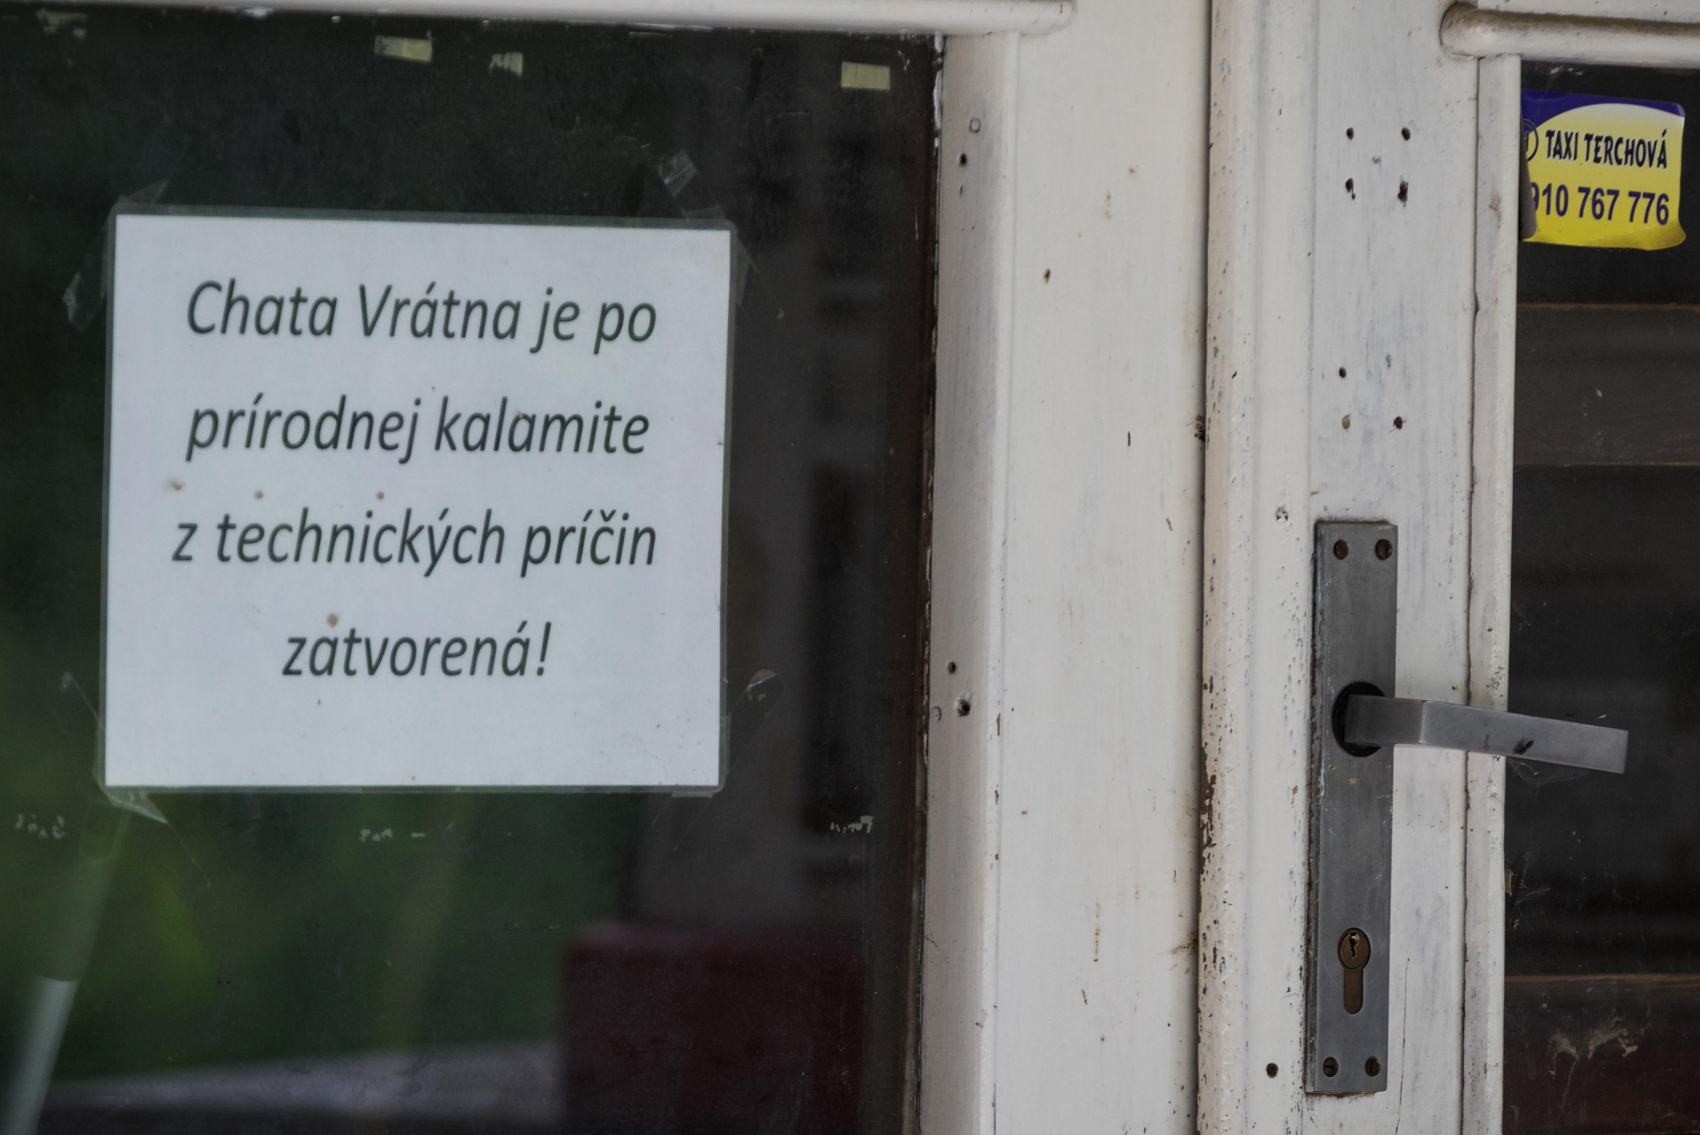 Chata Vrátna je po
prírodnej kalamite
z technických príčin
zatvorená!
TAXI TERCHOVÁ
910 767 776